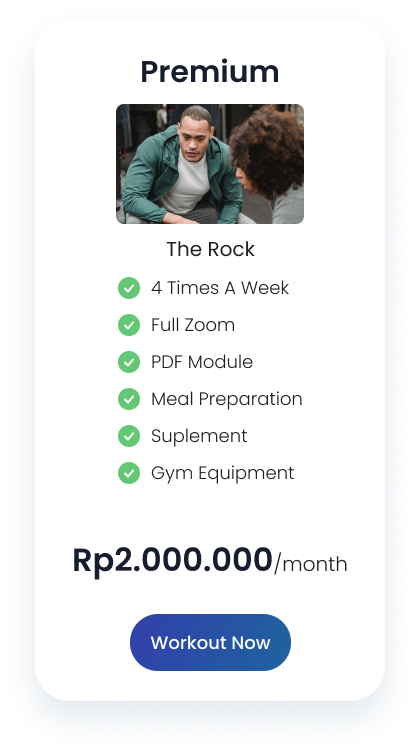 Premium
The Rock
4 Times A Week
Full Zoom
PDF Module
Meal Preparation
Suplement
Gym Equipment
Rp2.000.000/month
Workout Now